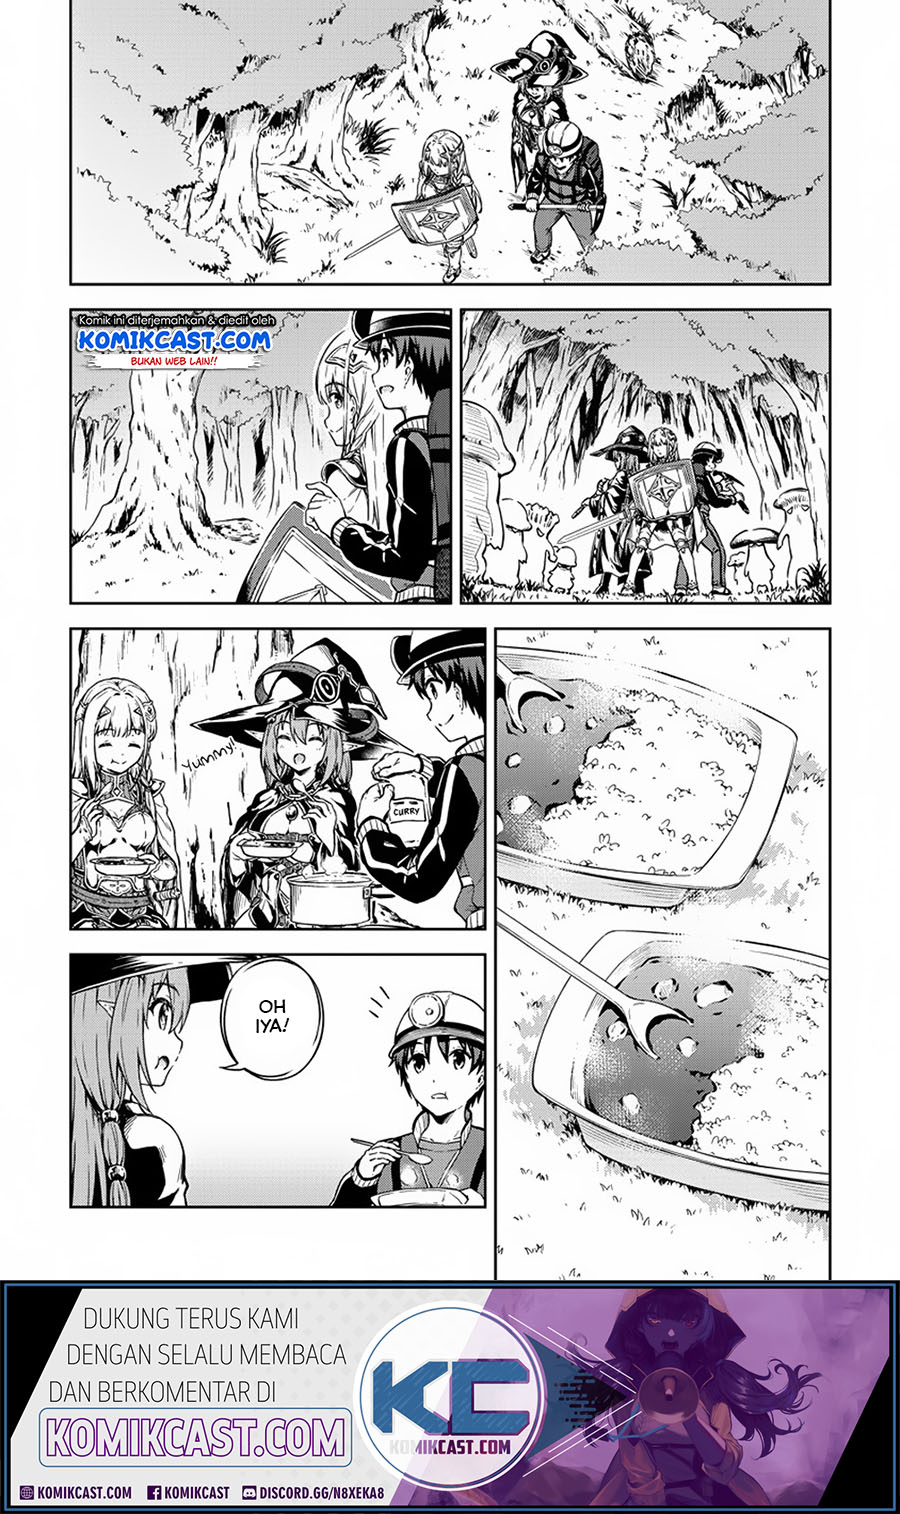 Komik ini diterjemahkan & diedit oleh
KOMIKCAST.COM
BUKAN WEB LAIN!!
Yummy!
CURRY
OH
IYA!
DUKUNG TERUS KAMI
DENGAN SELALU MEMBACA
DAN BERKOMENTAR DI
KOMIKCAST.COM
KC
KOMIKCAST.COM
KOMIKCAST.COM
KOMIKCAST
DISCORD.GG/N8XEKA8